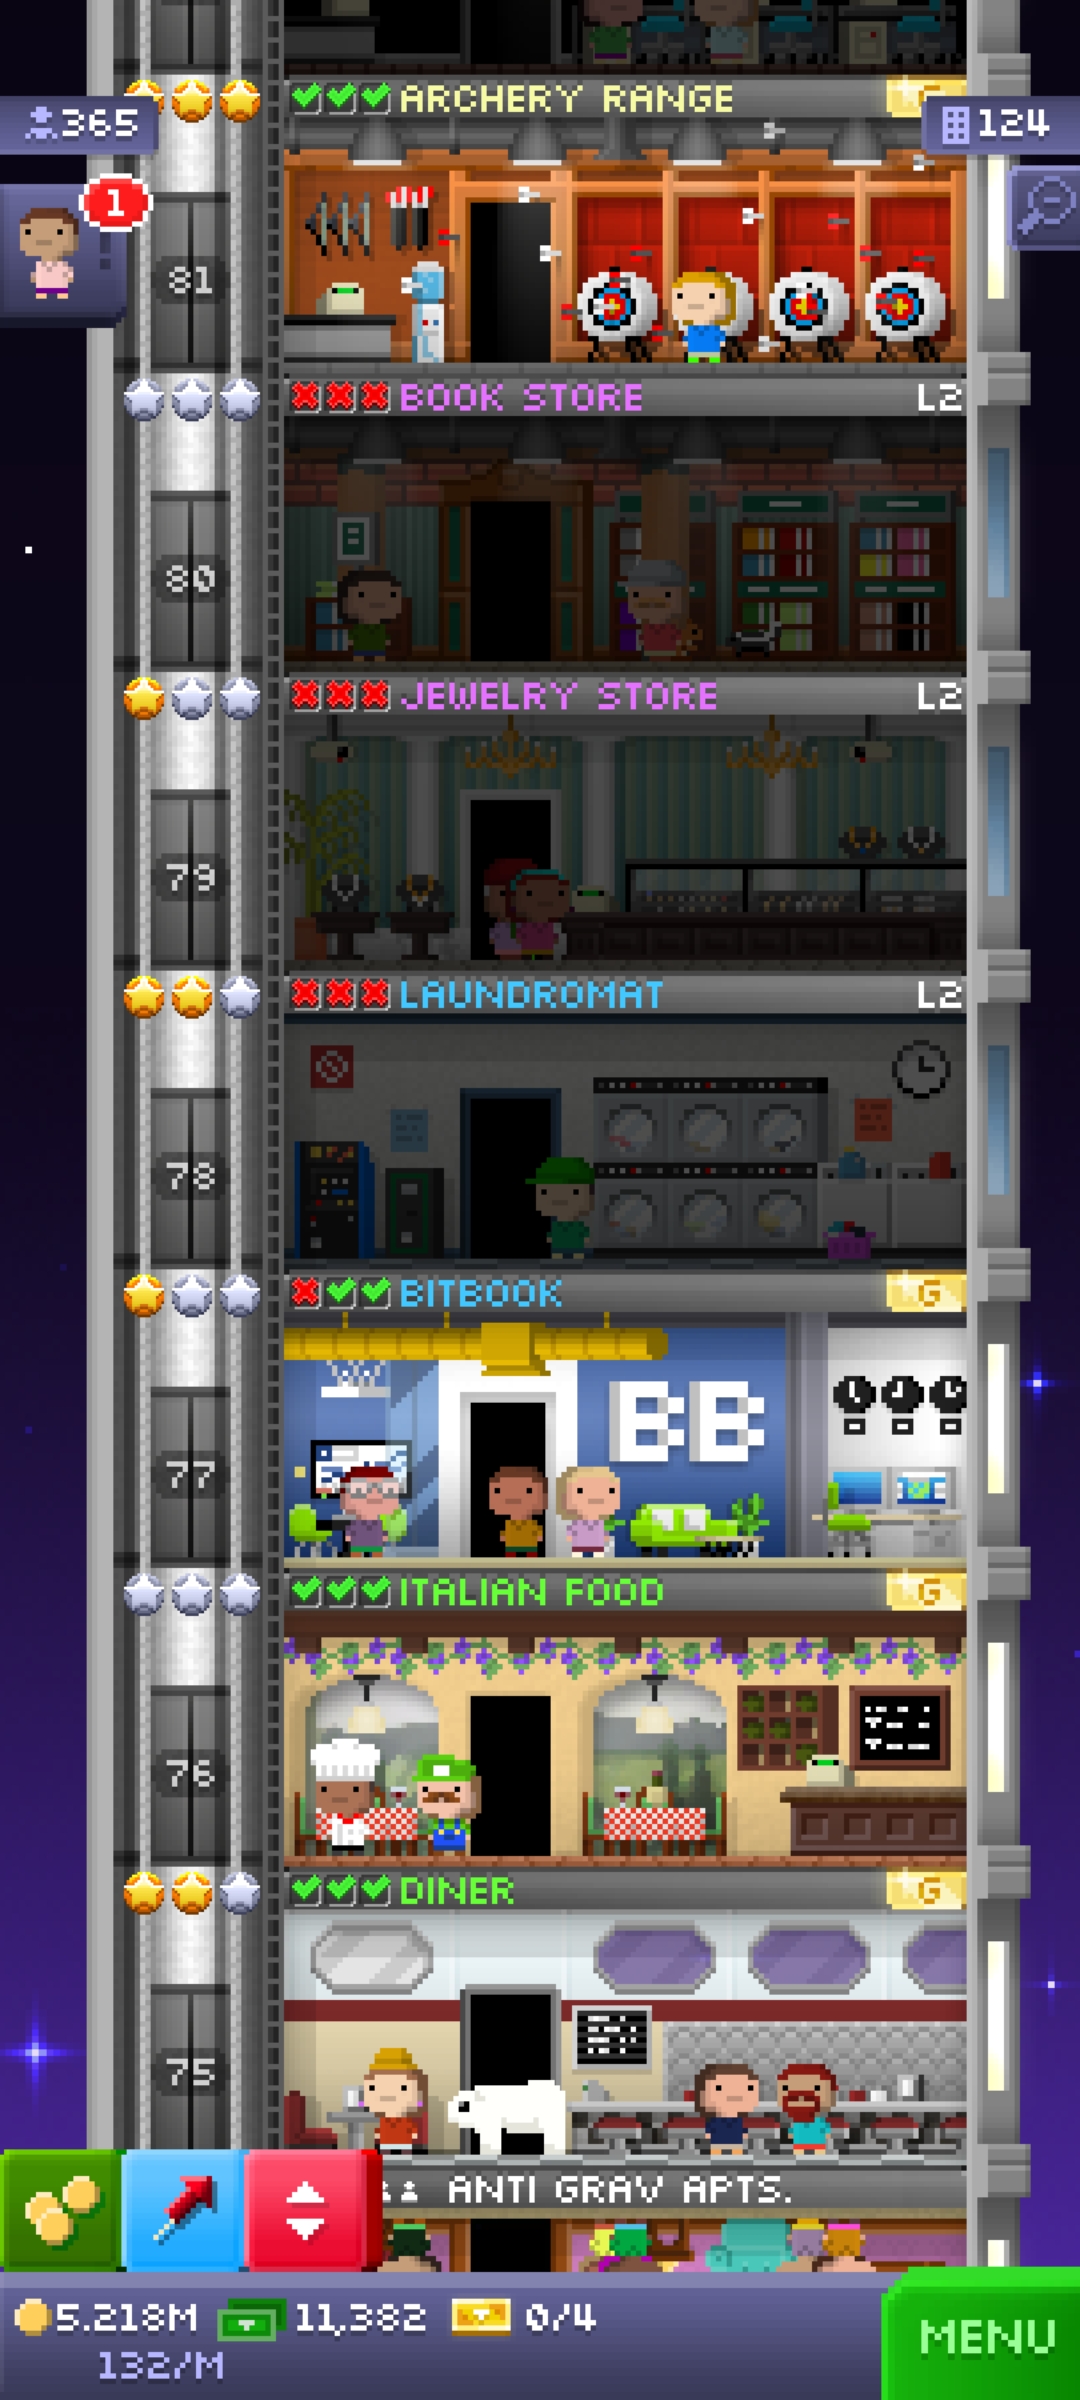 ARCHERY RANGE
365
124
1
81
BOOK STORE L2
80
JEWELRY STORE L2
79
LAUNDROMAT L2
78
BITBOOK G
BB
77
ITALIAN FOOD G
76
DINER G
75
ANTI GRAV APTS.
5.218M 11,382 0/4
132/M
MENU